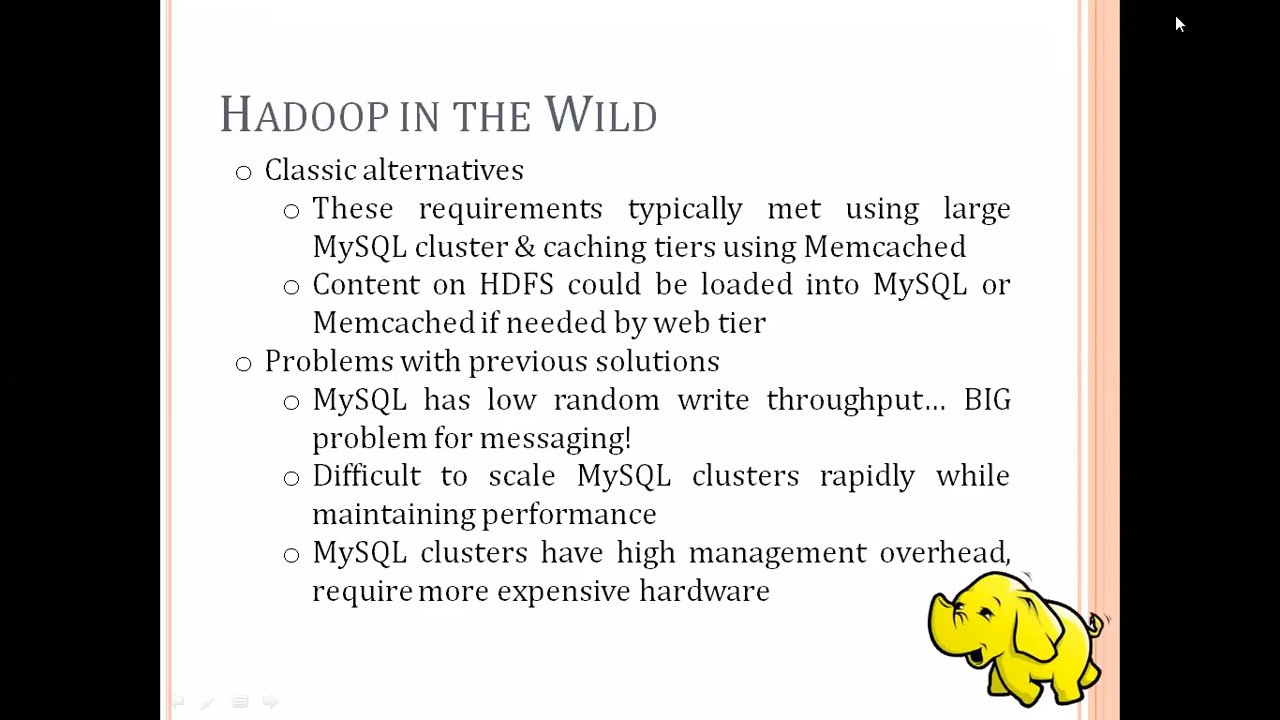 HADOOP IN THE WILD
Classic alternatives
These requirements typically met using large
MySQL cluster & caching tiers using Memcached
Content on HDFS could be loaded into MySQL or
Memcached if needed by web tier
Problems with previous solutions
MySQL has low random write throughput… BIG
problem for messaging!
Difficult to scale MySQL clusters rapidly while
maintaining performance
MySQL clusters have high management overhead,
require more expensive hardware